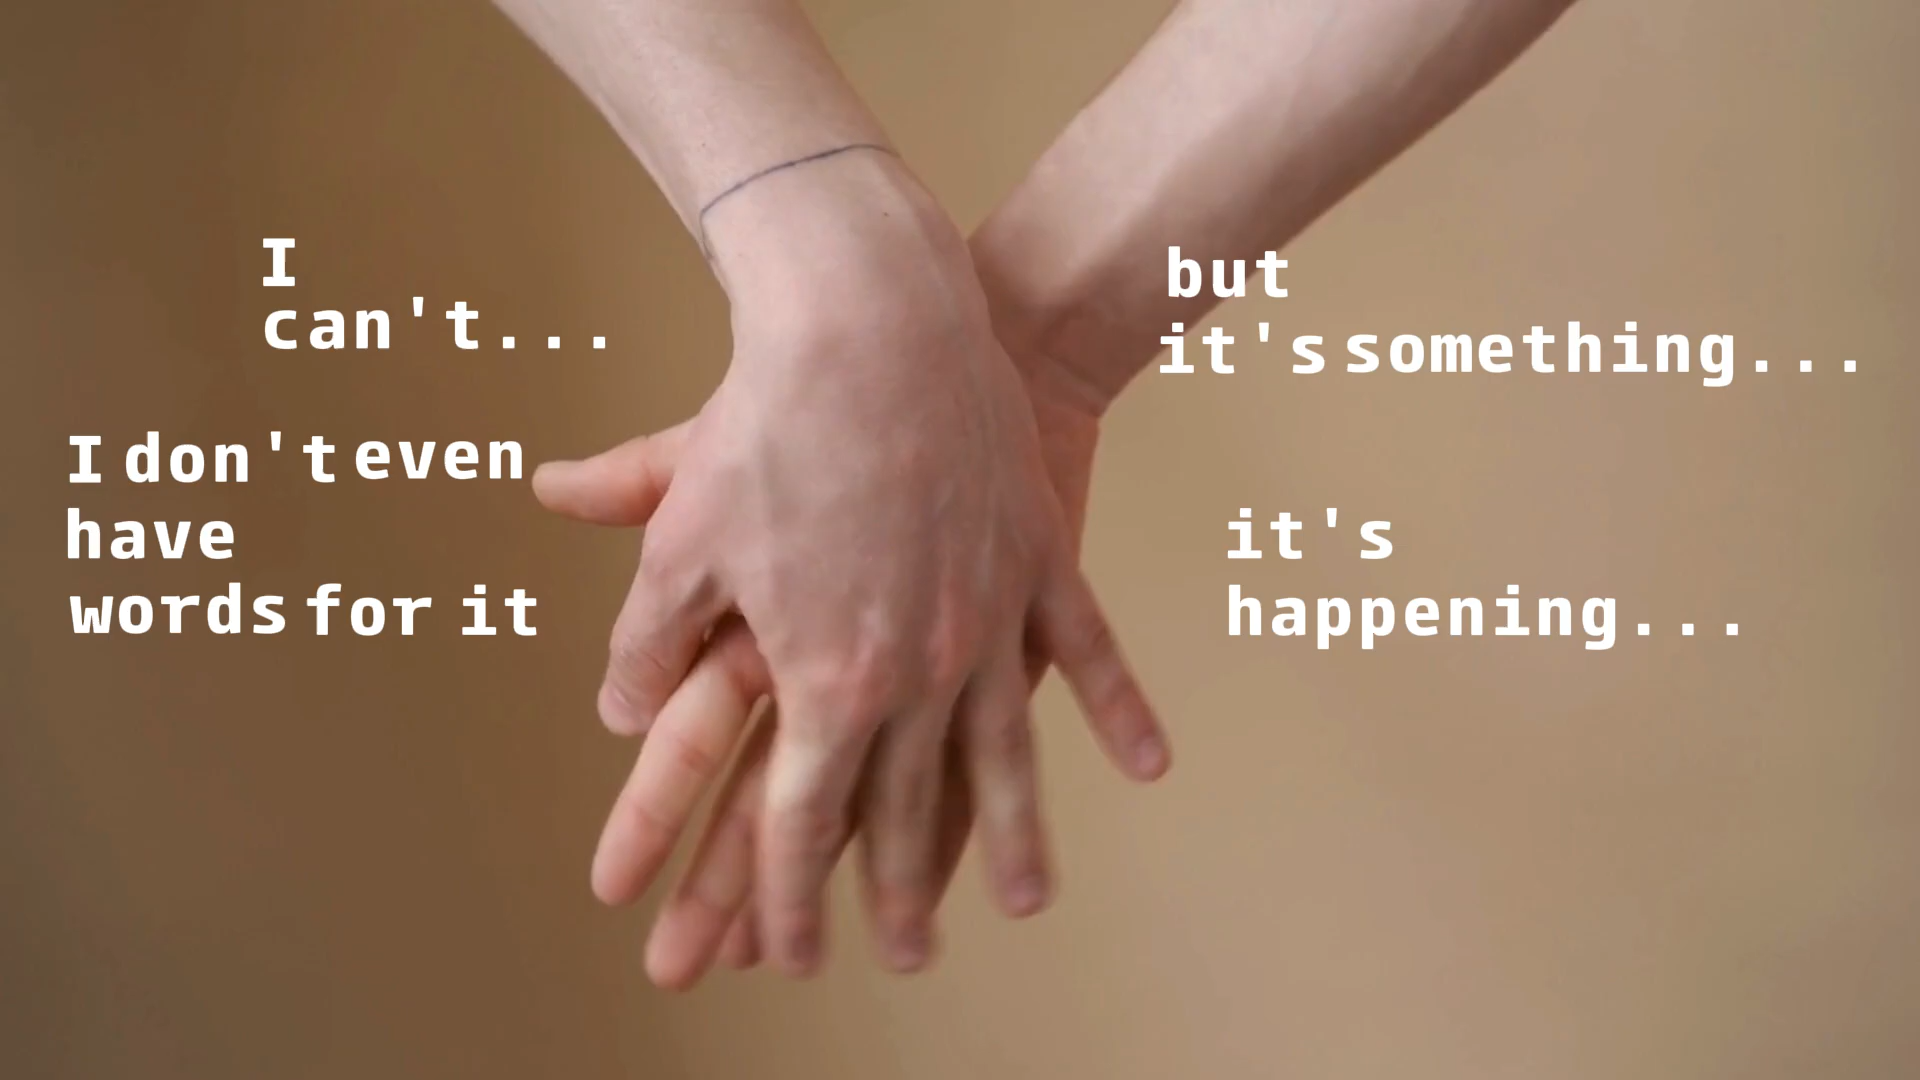 I
can't...
I don't even
have
words for it
but
it's something...
it's
happening...